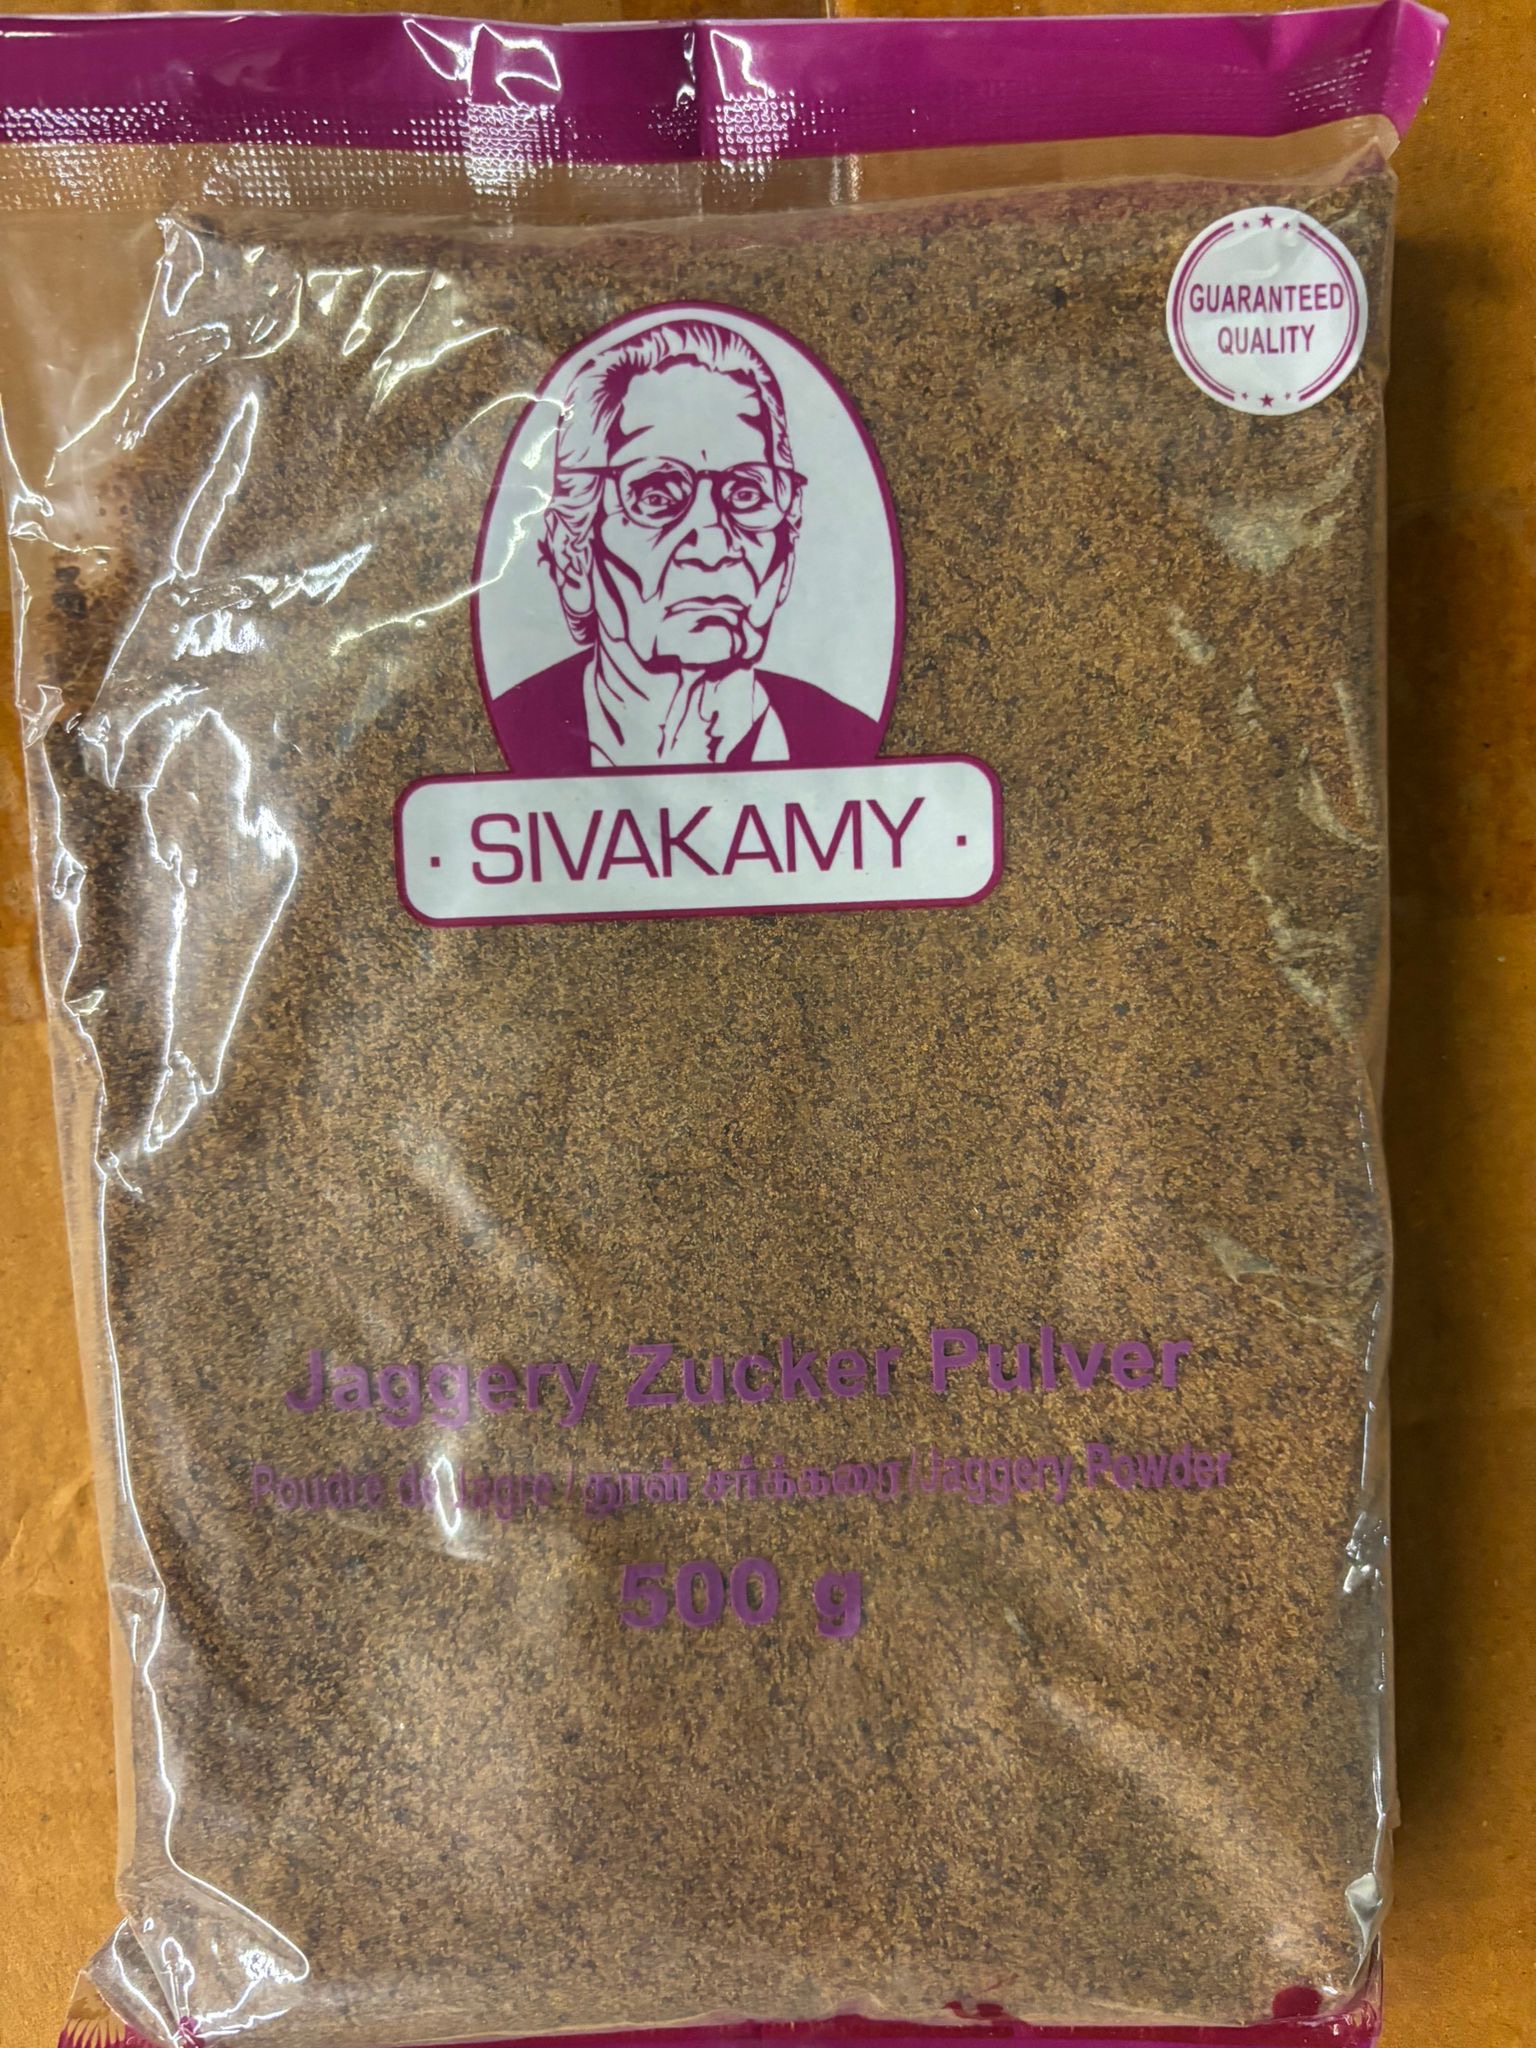 GUARANTEED
QUALITY
· SIVAKAMY ·
Jaggery Zucker Pulver
Poudre de Jagre / தூள் சர்க்கரை / Jaggery Powder
500 g